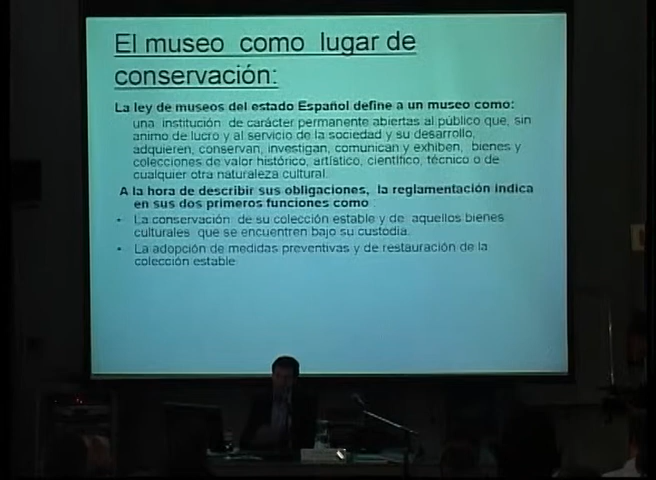 El museo como lugar de
conservación:
La ley de museos del estado Español define a un museo como:
una institución de carácter permanente abiertas al público que, sin
animo de lucro y al servicio de la sociedad y su desarrollo,
adquieren, conservan, investigan, comunican y exhiben, bienes y
colecciones de valor histórico, artístico, científico, técnico o de
cualquier otra naturaleza cultural.
A la hora de describir sus obligaciones, la reglamentación indica
en sus dos primeros funciones como
• La conservación de su colección estable y de aquellos bienes
culturales que se encuentren bajo su custodia.
• La adopción de medidas preventivas y de restauración de la
colección estable